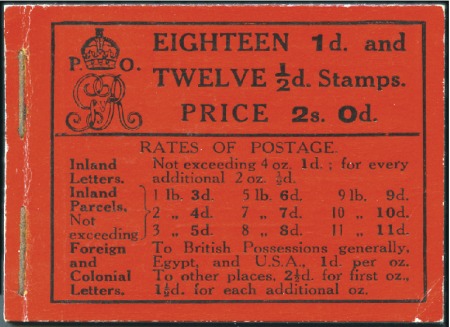 P. O.
EIGHTEEN 1d. and
TWELVE ½d. Stamps.
PRICE 2s. 0d.
RATES OF POSTAGE.
Inland Letters. Not exceeding 4 oz. 1d.; for every additional 2 oz. ½d.
Inland Parcels. Not exceeding
1 lb. 3d. 5 lb. 6d. 9 lb. 9d.
2 „ 4d. 7 „ 7d. 10 „ 10d.
3 „ 5d. 8 „ 8d. 11 „ 11d.
Foreign and Colonial Letters. To British Possessions generally,
Egypt, and U.S.A., 1d. per oz.
To other places, 2½d. for first oz.,
1½d. for each additional oz.